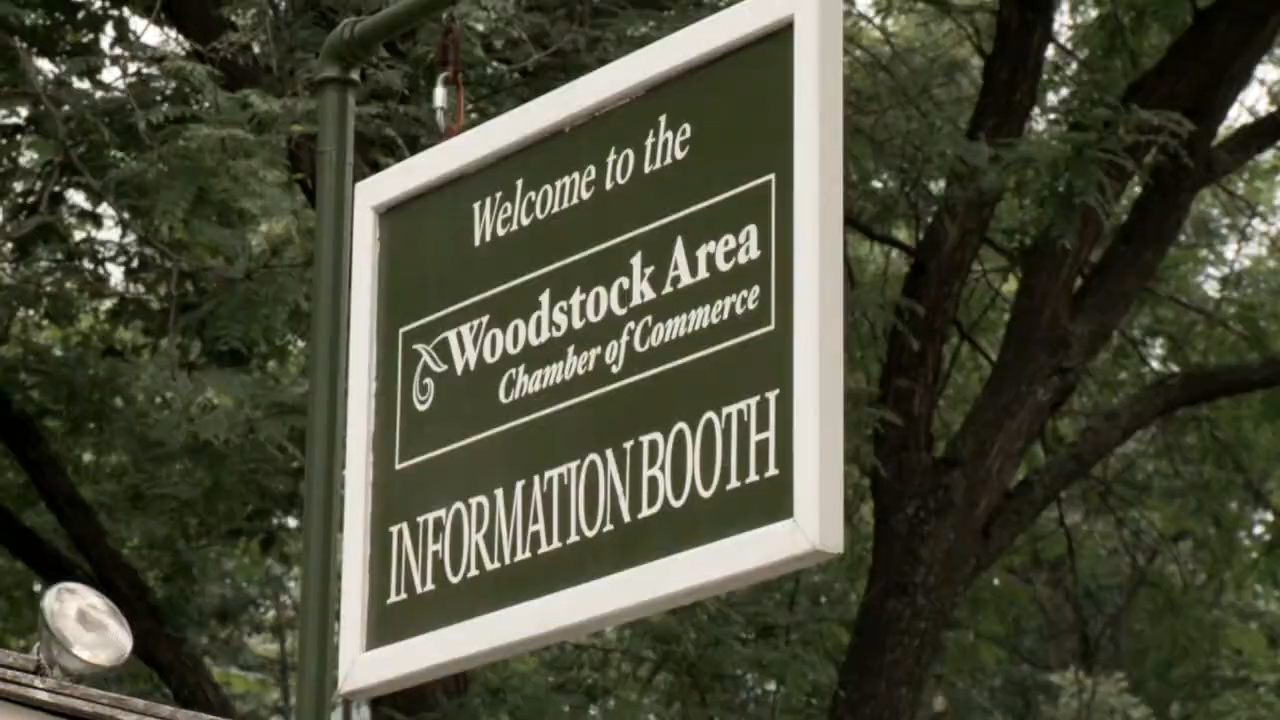 Welcome to the
Woodstock Area
Chamber of Commerce
INFORMATION BOOTH